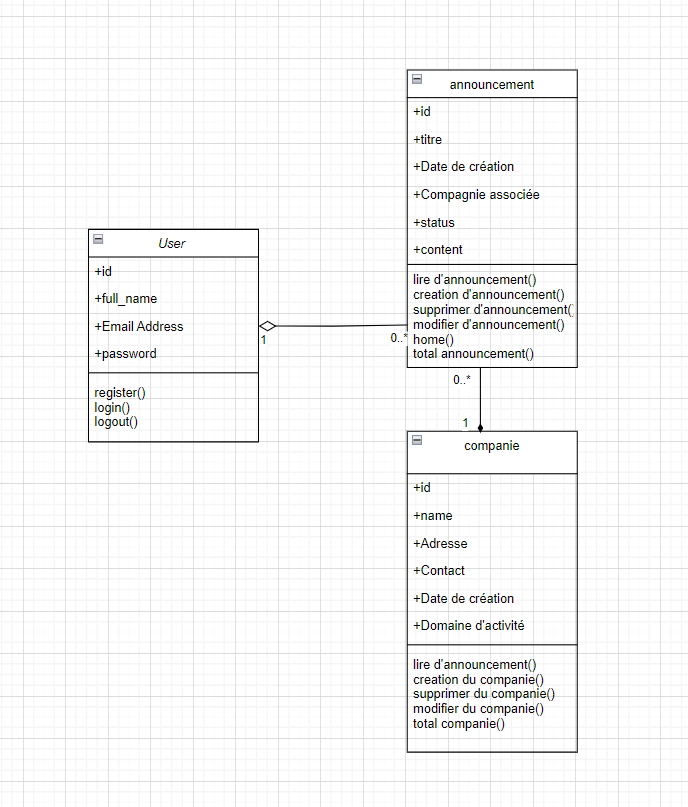 announcement
+id
+titre
+Date de création
+Compagnie associée
+status
+content
lire d'announcement()
creation d'announcement()
supprimer d'announcement(
modifier d'announcement()
home()
total announcement()
User
+id
+full_name
+Email Address
+password
register()
login()
logout()
1
0..*
0..*
1
companie
+id
+name
+Adresse
+Contact
+Date de création
+Domaine d'activité
lire d'announcement()
creation du companie()
supprimer du companie()
modifier du companie()
total companie()